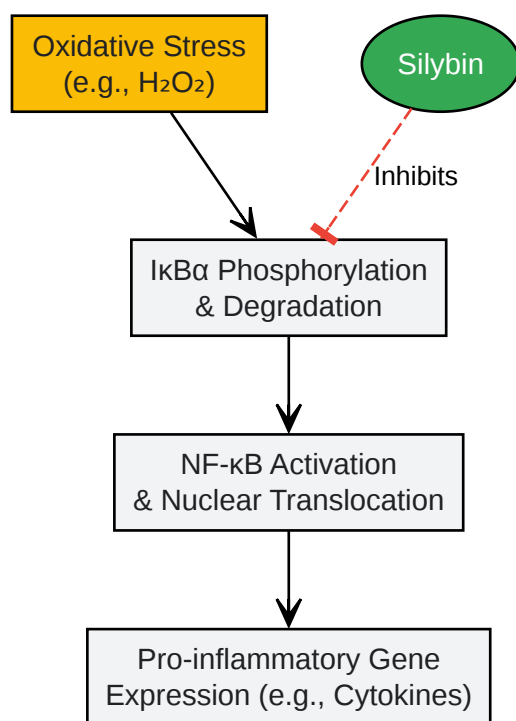 Oxidative Stress
(e.g., H₂O₂)
Silybin
Inhibits
IκBα Phosphorylation
& Degradation
NF-κB Activation
& Nuclear Translocation
Pro-inflammatory Gene
Expression (e.g., Cytokines)